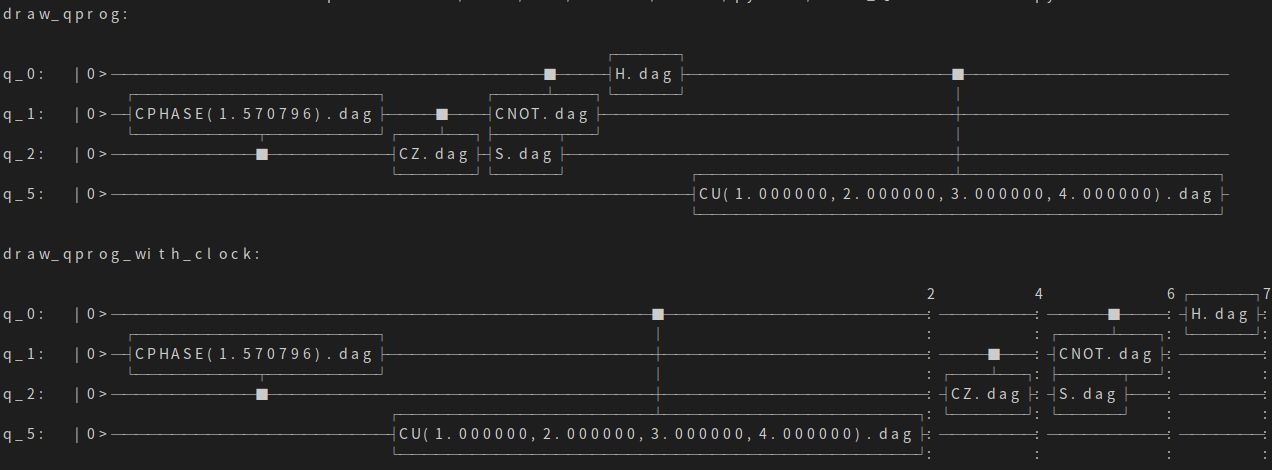 draw_qprog:
H.dag
q_0: |0>
CPHASE(1.570796).dag CNOT.dag
q_1: |0>
q_2: |0> CZ.dag S.dag
q_5: |0> CU(1.000000,2.000000,3.000000,4.000000).dag
draw_qprog_with_clock:
2 4 6 7
q_0: |0> H.dag
q_1: |0> CPHASE(1.570796).dag CNOT.dag
q_2: |0> CZ.dag S.dag
q_5: |0> CU(1.000000,2.000000,3.000000,4.000000).dag